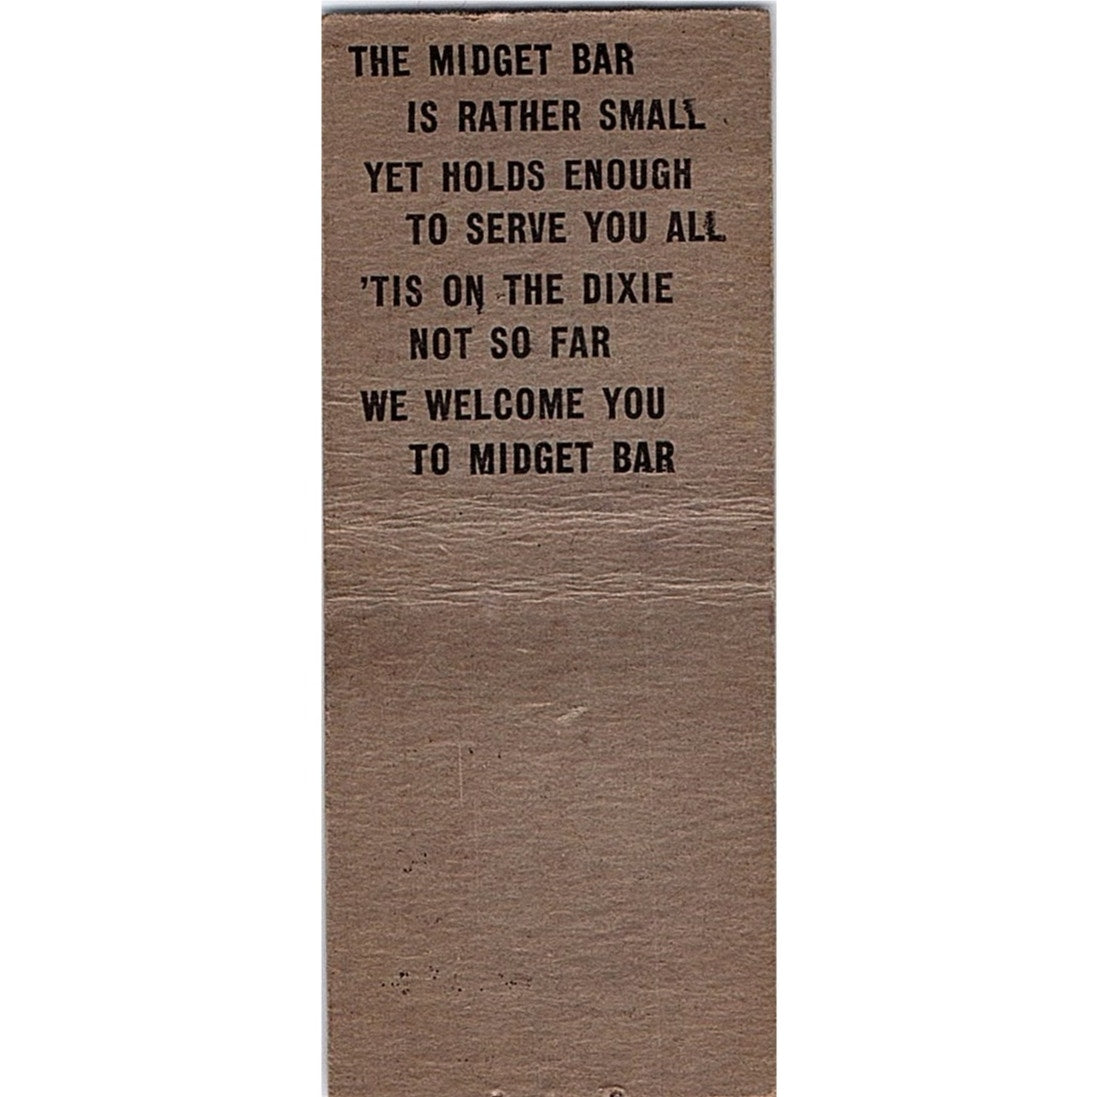 THE MIDGET BAR
IS RATHER SMALL
YET HOLDS ENOUGH
TO SERVE YOU ALL
'TIS ON THE DIXIE
NOT SO FAR
WE WELCOME YOU
TO MIDGET BAR